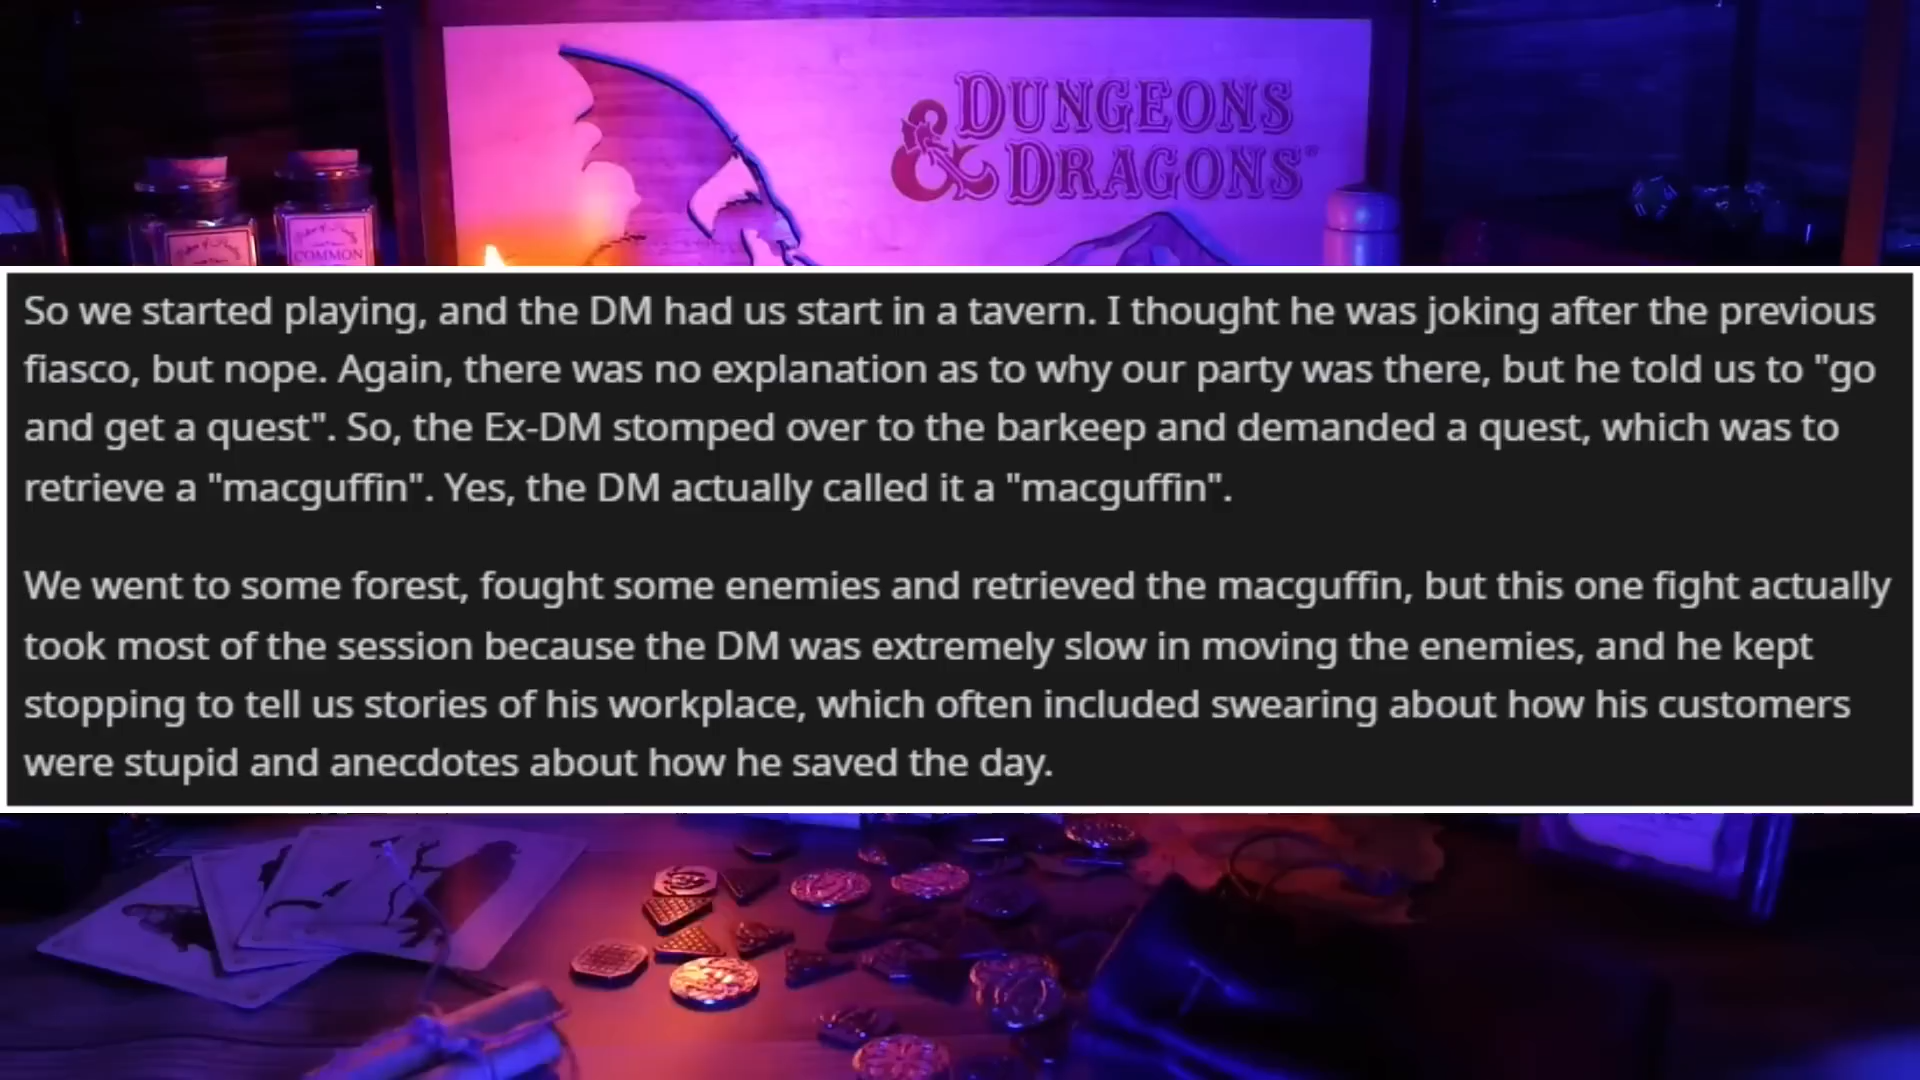 DUNGEONS
& DRAGONS
COMMON
So we started playing, and the DM had us start in a tavern. I thought he was joking after the previous
fiasco, but nope. Again, there was no explanation as to why our party was there, but he told us to "go
and get a quest". So, the Ex-DM stomped over to the barkeep and demanded a quest, which was to
retrieve a "macguffin". Yes, the DM actually called it a "macguffin".
We went to some forest, fought some enemies and retrieved the macguffin, but this one fight actually
took most of the session because the DM was extremely slow in moving the enemies, and he kept
stopping to tell us stories of his workplace, which often included swearing about how his customers
were stupid and anecdotes about how he saved the day.